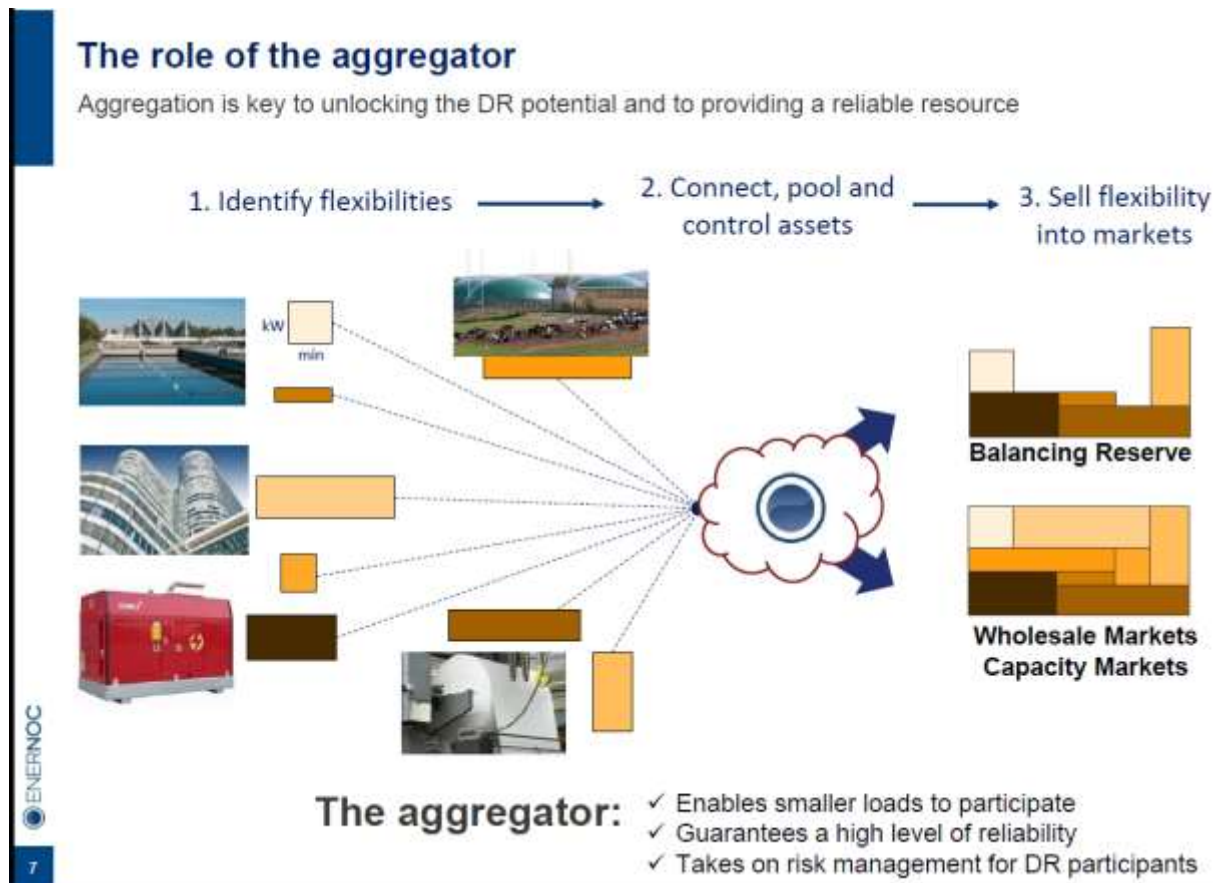 The role of the aggregator
Aggregation is key to unlocking the DR potential and to providing a reliable resource
1. Identify flexibilities
2. Connect, pool and
control assets
3. Sell flexibility
into markets
kW
min
Balancing Reserve
Wholesale Markets
Capacity Markets
The aggregator:
✓ Enables smaller loads to participate
✓ Guarantees a high level of reliability
✓ Takes on risk management for DR participants
ENERNOC
7